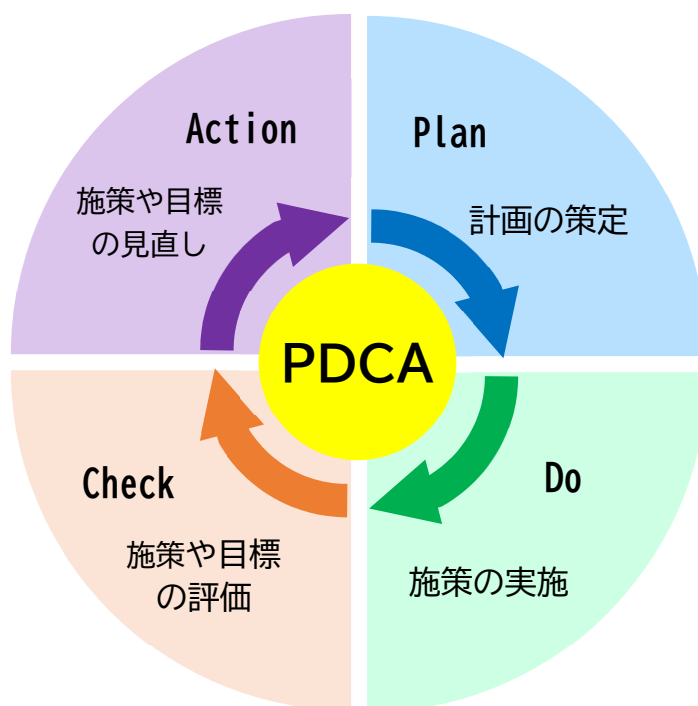 Plan
計画の策定
Do
施策の実施
Check
施策や目標
の評価
Action
施策や目標
の見直し
PDCA